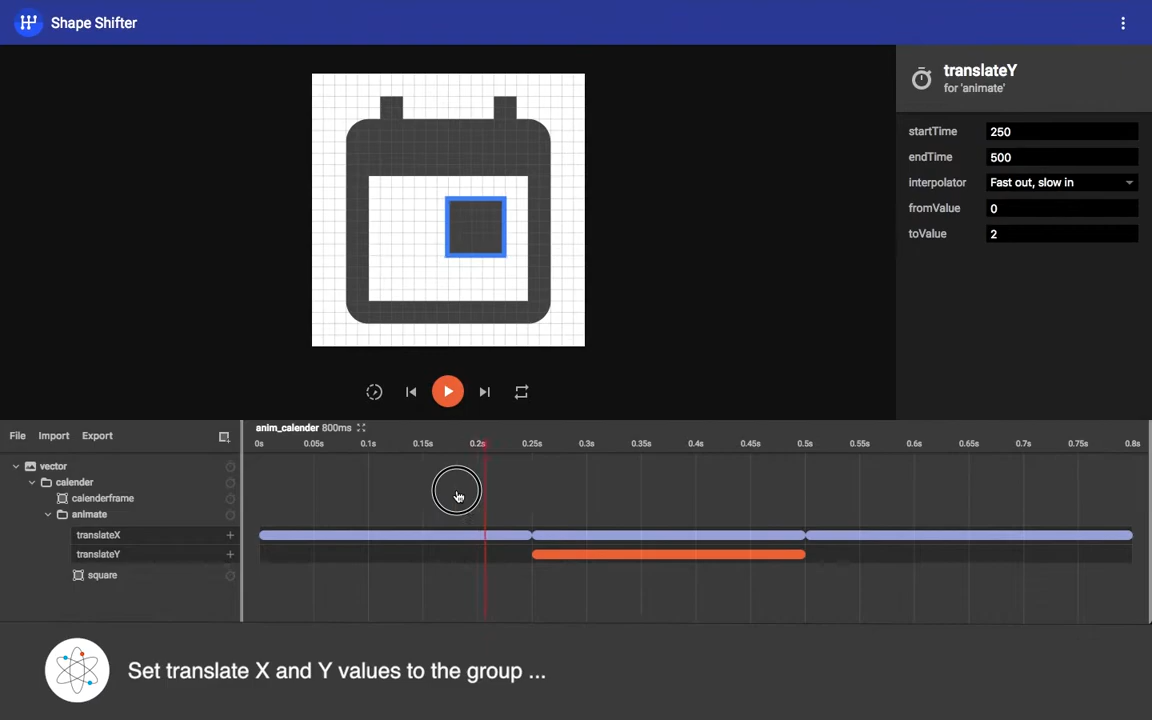 Shape Shifter
translateY
for 'animate'
startTime 250
endTime 500
interpolator Fast out, slow in
fromValue 0
toValue 2
File Import Export
anim_calender 800ms
0s 0.05s 0.1s 0.15s 0.2s 0.25s 0.3s 0.35s 0.4s 0.45s 0.5s 0.55s 0.6s 0.65s 0.7s 0.75s 0.8s
vector
calender
calenderframe
animate
translateX
translateY
square
Set translate X and Y values to the group ...